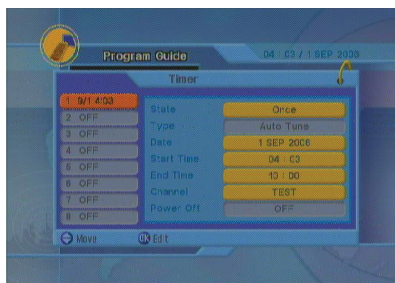 Program Guide
04 : 03 / 1 SEP 2006
Timer
1 9/1 4:03
2 OFF
3 OFF
4 OFF
5 OFF
6 OFF
7 OFF
8 OFF
State Once
Type Auto Tune
Date 1 SEP 2006
Start Time 04 : 03
End Time 10 : 00
Channel TEST
Power Off OFF
Move OK Edit